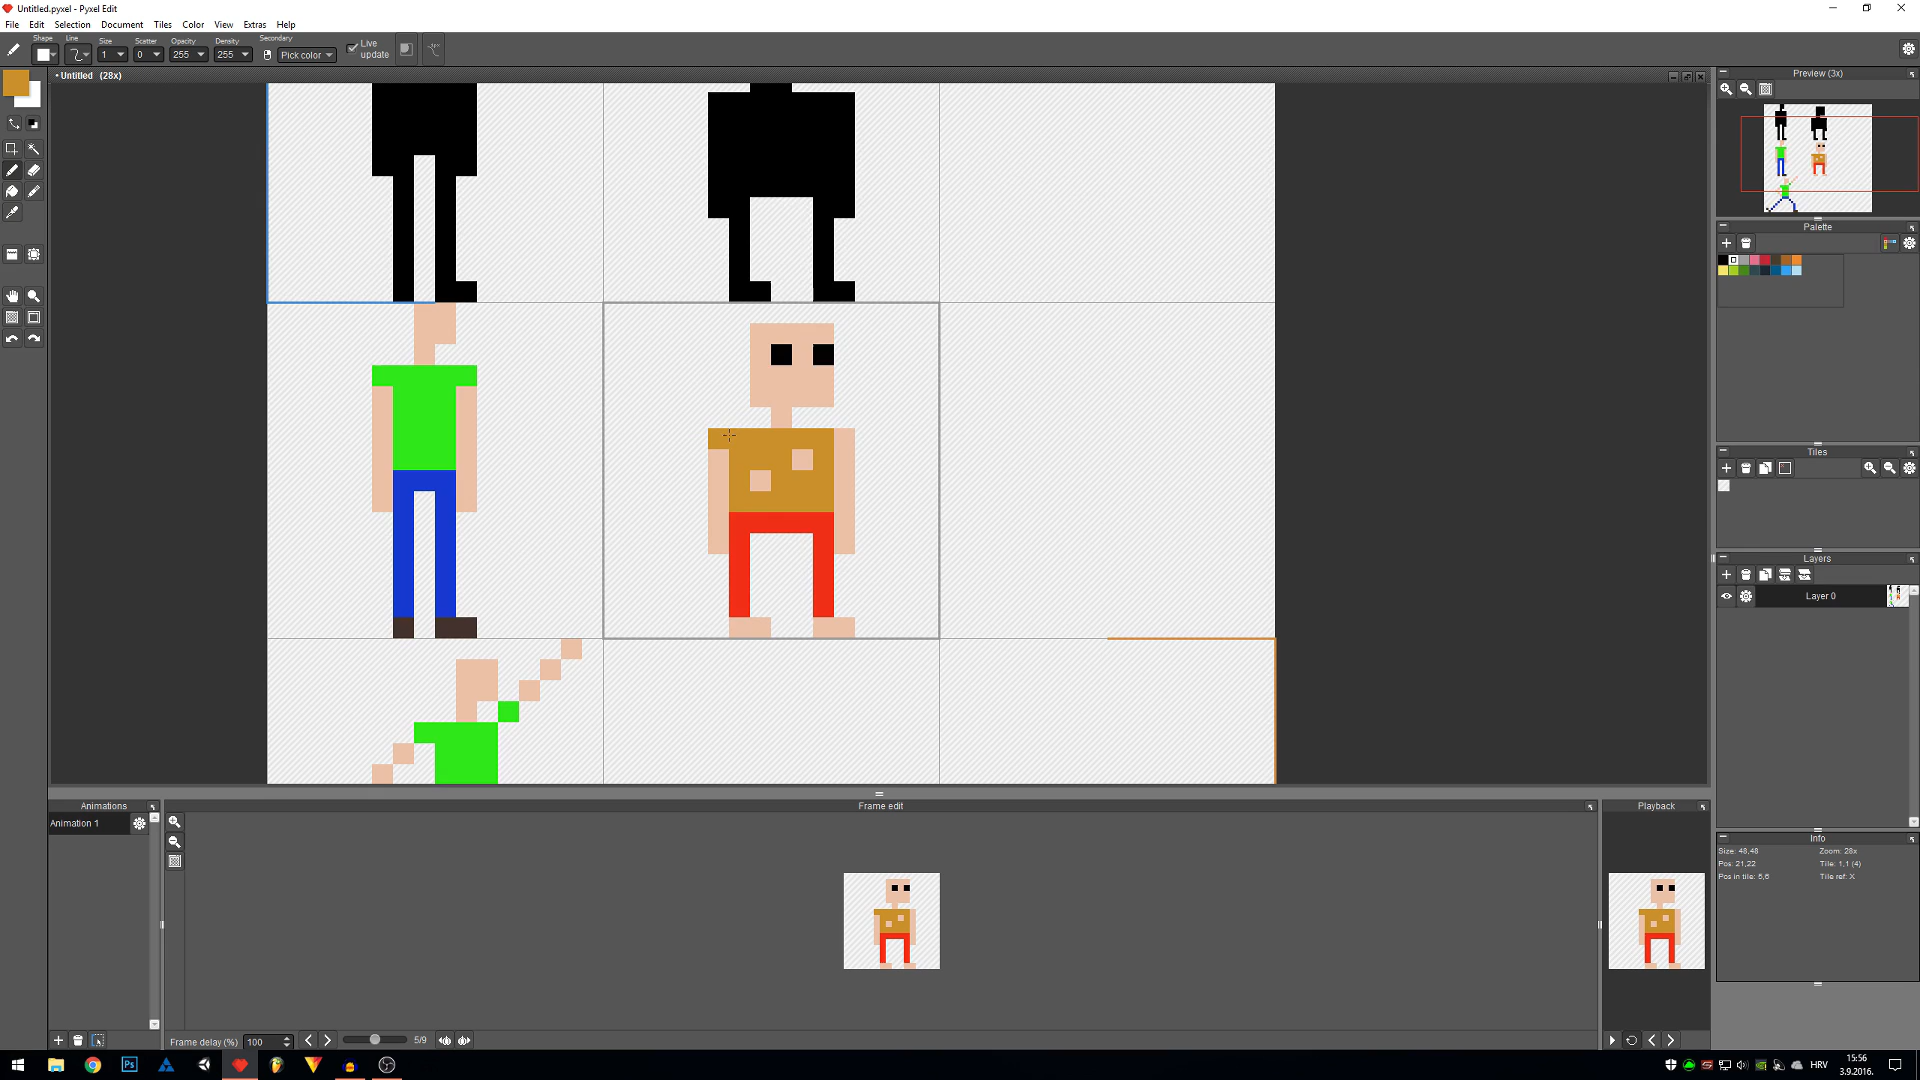 Untitled.pyxel - Pyxel Edit
File Edit Selection Document Tiles Color View Extras Help
Shape Line Size Scatter Opacity Density Secondary
1 0 255 255 Pick color Live update
• Untitled (28x)
Preview (3x)
Palette
Tiles
Layers
Layer 0
Info
Size: 48,48 Zoom: 28x
Pos: 21,22 Tile: 1,1 (4)
Pos in tile: 5,6 Tile ref: X
Animations Frame edit Playback
Animation 1
Frame delay (%) 100 5/9
Ps
HRV
15:56
3.9.2016.